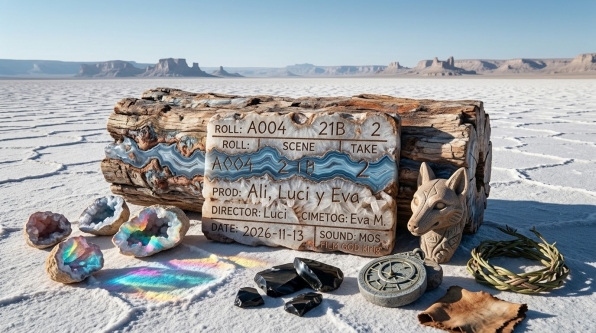 ROLL: A004 21B 2
ROLL: SCENE TAKE
A004 21B 2
PROD: Ali, Luci y Eva
DIRECTOR: Luci CIMETOG: Eva M.
DATE: 2026-11-13 SOUND: MOS